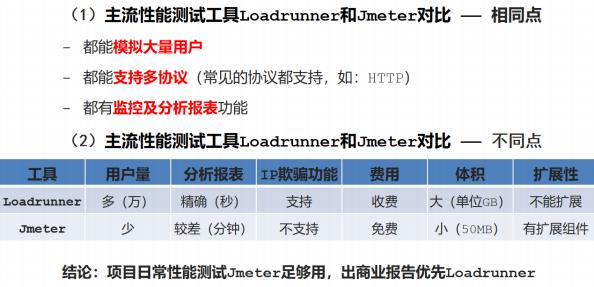 （1）主流性能测试工具Loadrunner和Jmeter对比 —— 相同点
- 都能模拟大量用户
- 都能支持多协议（常见的协议都支持，如：HTTP）
- 都有监控及分析报表功能
（2）主流性能测试工具Loadrunner和Jmeter对比 —— 不同点
工具 用户量 分析报表 IP欺骗功能 费用 体积 扩展性
Loadrunner 多（万） 精确（秒） 支持 收费 大（单位GB） 不能扩展
Jmeter 少 较差（分钟） 不支持 免费 小（50MB） 有扩展组件
结论：项目日常性能测试Jmeter足够用，出商业报告优先Loadrunner